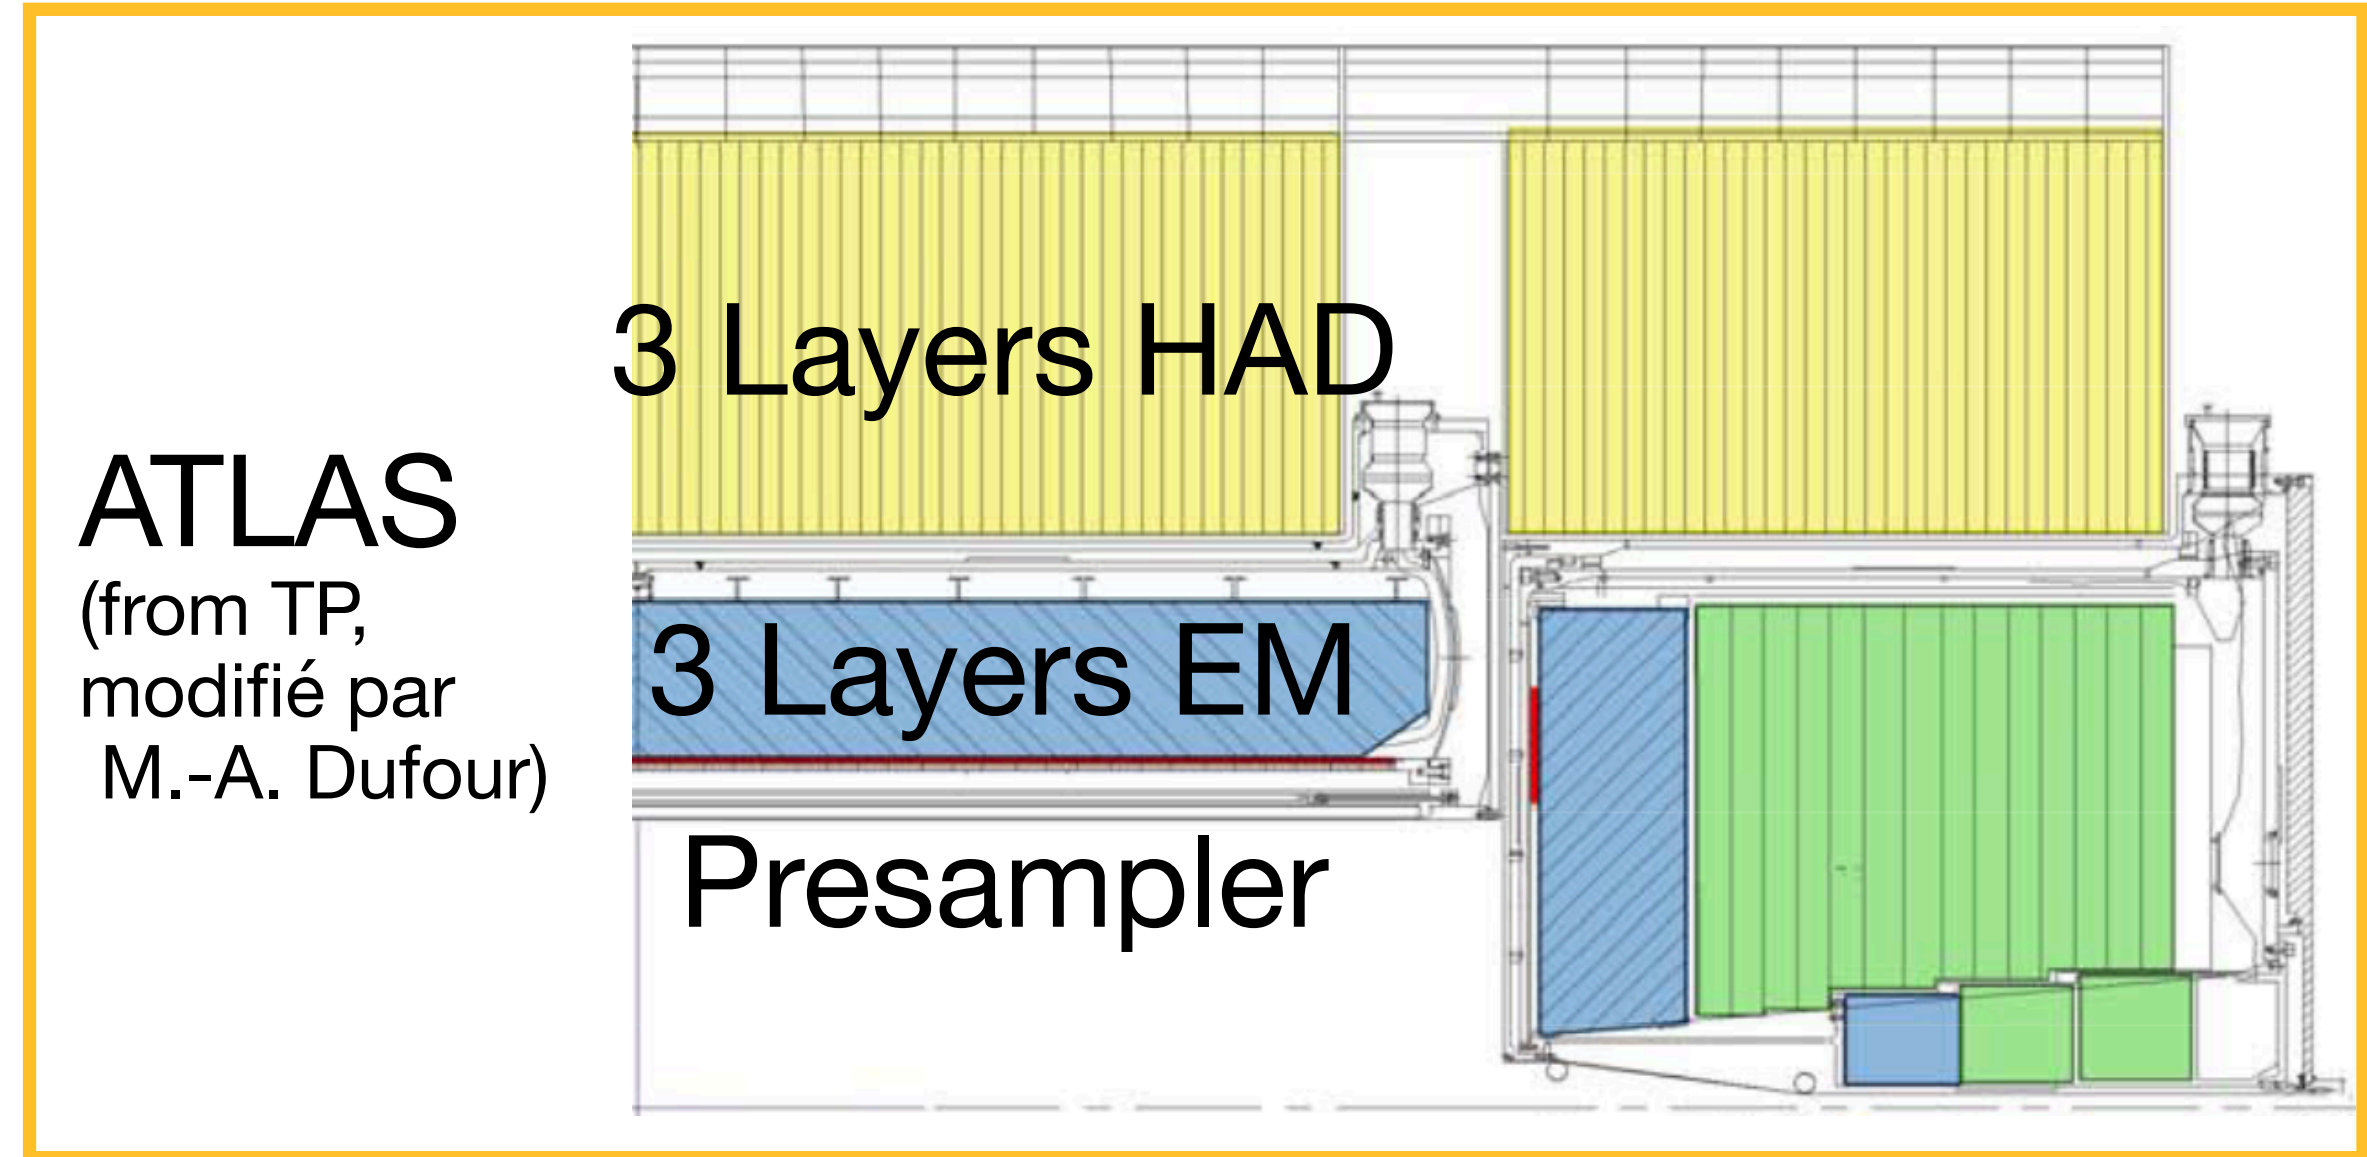 ATLAS
(from TP,
modifié par
M.-A. Dufour)
3 Layers HAD
3 Layers EM
Presampler